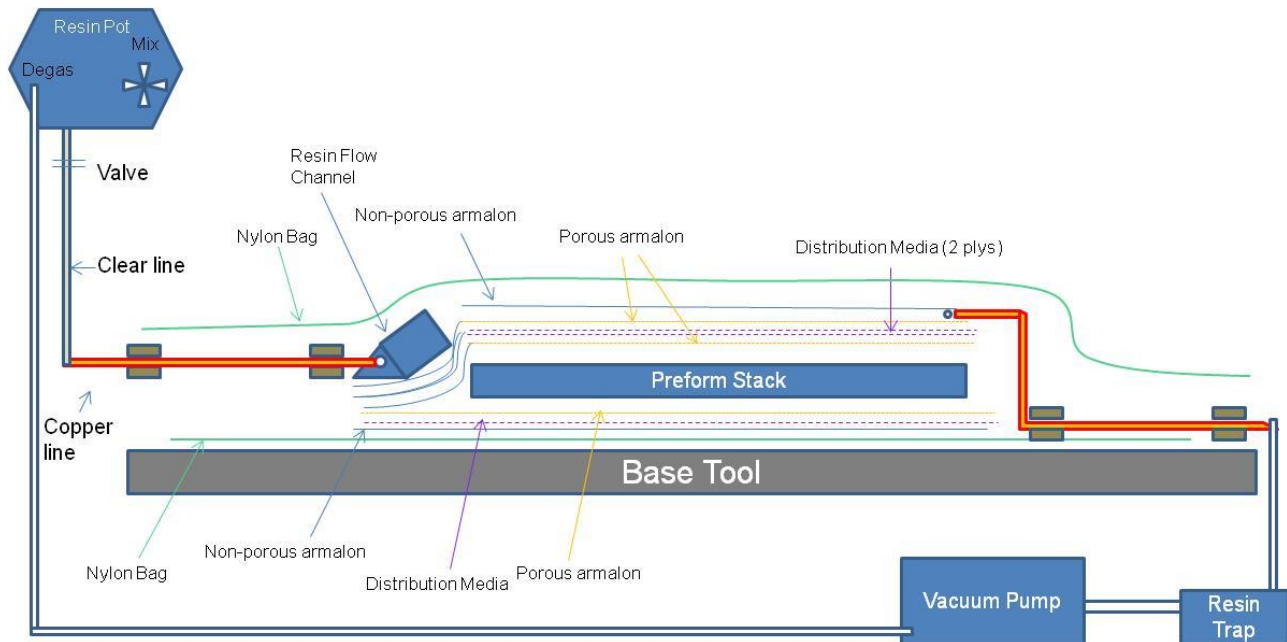 Resin Pot
Mix
Degas
Valve
Clear line
Copper
line
Nylon Bag
Resin Flow
Channel
Non-porous armalon
Porous armalon
Distribution Media (2 plys)
Preform Stack
Base Tool
Nylon Bag
Non-porous armalon
Distribution Media
Porous armalon
Vacuum Pump
Resin
Trap